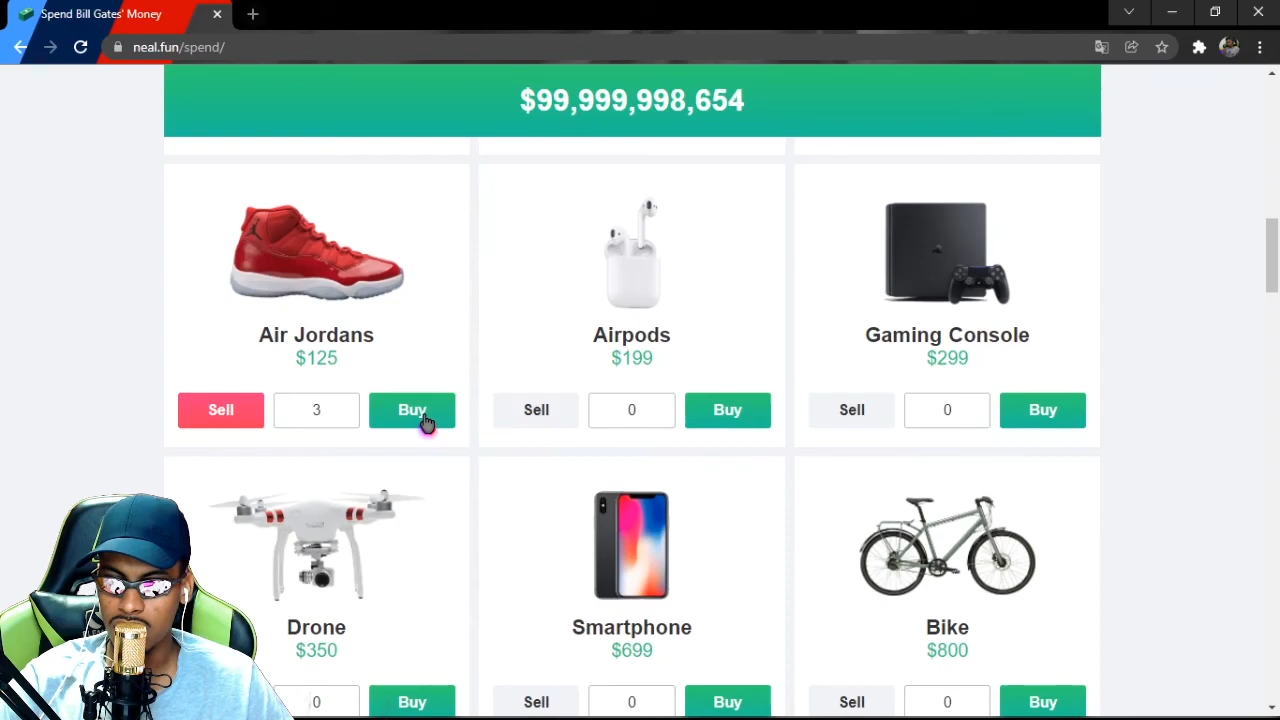 Spend Bill Gates' Money
neal.fun/spend/
$99,999,998,654
Air Jordans
$125
Sell 3 Buy
Airpods
$199
Sell 0 Buy
Gaming Console
$299
Sell 0 Buy
Drone
$350
0 Buy
Smartphone
$699
Sell 0 Buy
Bike
$800
Sell 0 Buy